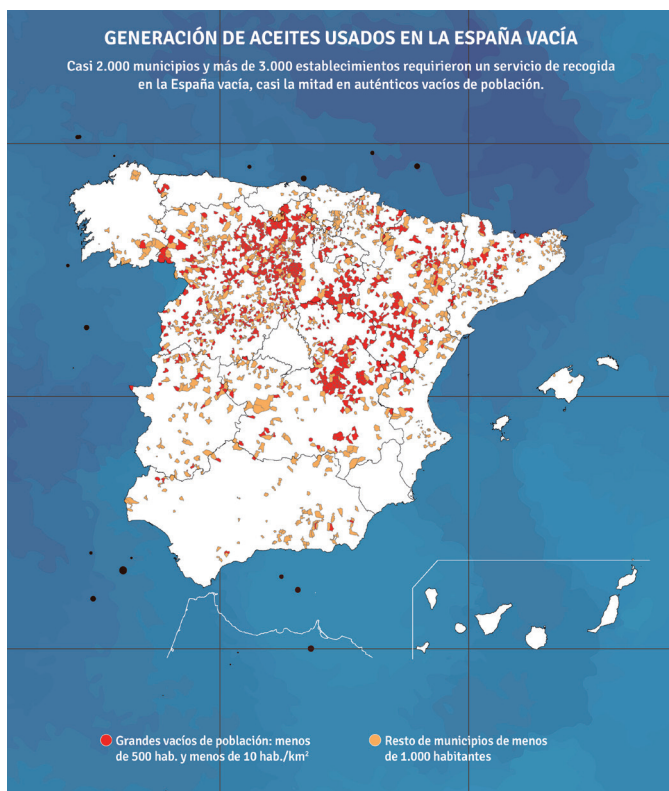 GENERACIÓN DE ACEITES USADOS EN LA ESPAÑA VACÍA
Casi 2.000 municipios y más de 3.000 establecimientos requirieron un servicio de recogida
en la España vacía, casi la mitad en auténticos vacíos de población.
Grandes vacíos de población: menos
de 500 hab. y menos de 10 hab./km²
Resto de municipios de menos
de 1.000 habitantes